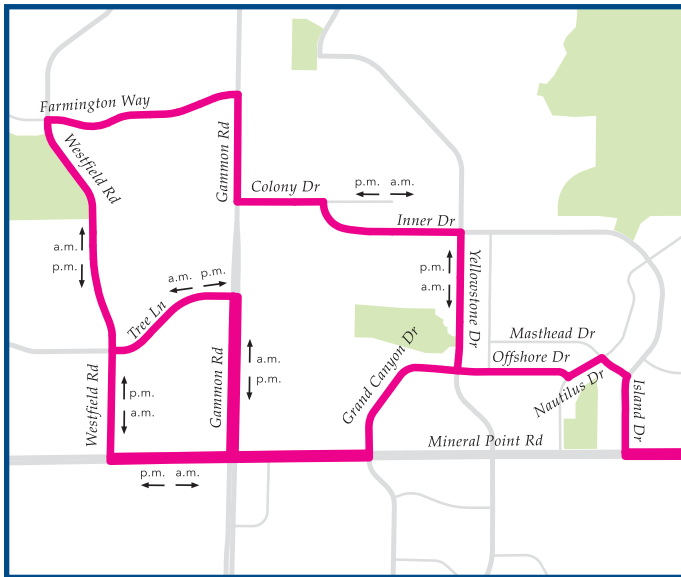 Farmington Way
Westfield Rd
Gammon Rd
Colony Dr
p.m. a.m.
Inner Dr
a.m.
p.m.
a.m. p.m.
Tree Ln
p.m.
a.m.
Yellowstone Dr
Masthead Dr
Offshore Dr
Nautilus Dr
Grand Canyon Dr
Island Dr
Gammon Rd
a.m.
p.m.
Westfield Rd
p.m.
a.m.
Mineral Point Rd
p.m. a.m.